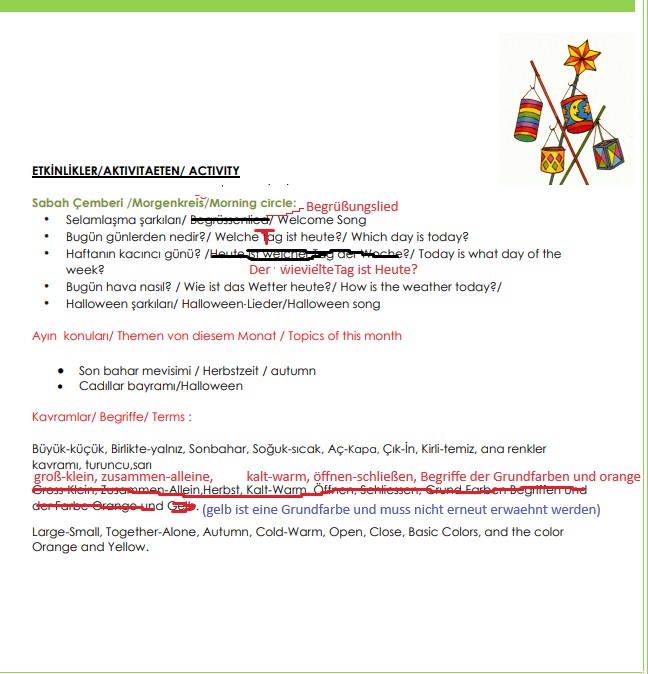 ETKİNLİKLER/AKTIVITAETEN/ ACTIVITY
Sabah Çemberi /Morgenkreis/Morning circle:
Begrüßungslied
• Selamlaşma şarkıları/ Begrüssenlied/ Welcome Song
• Bugün günlerden nedir?/ Welche Tag ist heute?/ Which day is today?
• Haftanın kacıncı günü? /Heute ist welcher Tag der Woche?/ Today is what day of the
week?
Der wievielte Tag ist Heute?
• Bugün hava nasıl? / Wie ist das Wetter heute?/ How is the weather today?/
• Halloween şarkıları/ Halloween-Lieder/Halloween song
Ayın konuları/ Themen von diesem Monat / Topics of this month
• Son bahar mevisimi / Herbstzeit / autumn
• Cadıllar bayramı/Halloween
Kavramlar/ Begriffe/ Terms :
Büyük-küçük, Birlikte-yalnız, Sonbahar, Soğuk-sıcak, Aç-Kapa, Çık-İn, Kirli-temiz, ana renkler
kavramı, turuncu,sarı
groß-klein, zusammen-alleine, kalt-warm, öffnen-schließen, Begriffe der Grundfarben und orange
Gross-Klein, Zusammen-Allein,Herbst, Kalt-Warm, Öffnen, Schliessen, Grund Farben Begriffen und
der Farbe Orange und Gelb.
(gelb ist eine Grundfarbe und muss nicht erneut erwaehnt werden)
Large-Small, Together-Alone, Autumn, Cold-Warm, Open, Close, Basic Colors, and the color
Orange and Yellow.